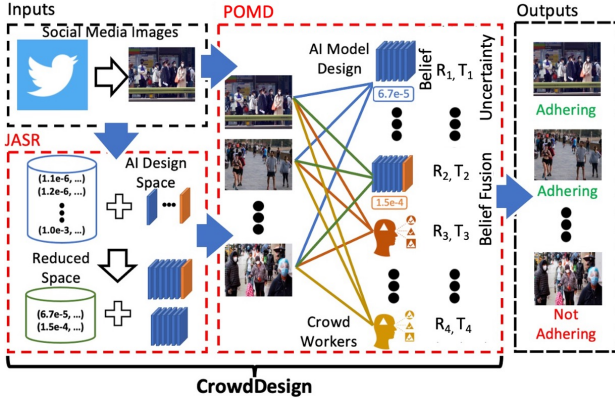 Inputs
Social Media Images
JASR
(1.1e-6, ...)
(1.2e-6, ...)
(1.0e-3, ...)
AI Design
Space
...
Reduced
Space
(6.7e-5, ...)
(1.5e-4, ...)
POMD
AI Model
Design
6.7e-5
1.5e-4
Crowd
Workers
Belief
R1, T1
R2, T2
R3, T3
R4, T4
Uncertainty
Belief Fusion
Outputs
Adhering
Adhering
Not
Adhering
CrowdDesign